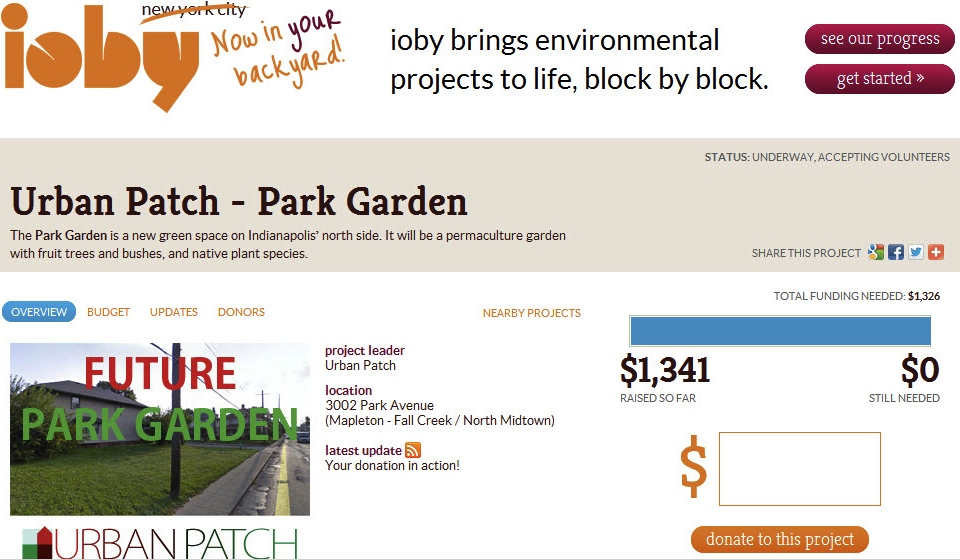 new york city
ioby
Now in your
backyard!
ioby brings environmental
projects to life, block by block.
see our progress
get started »
STATUS: UNDERWAY, ACCEPTING VOLUNTEERS
Urban Patch - Park Garden
The Park Garden is a new green space on Indianapolis' north side. It will be a permaculture garden
with fruit trees and bushes, and native plant species.
SHARE THIS PROJECT
OVERVIEW BUDGET UPDATES DONORS
NEARBY PROJECTS
TOTAL FUNDING NEEDED: $1,326
$1,341
RAISED SO FAR
$0
STILL NEEDED
FUTURE
PARK GARDEN
URBAN PATCH
project leader
Urban Patch
location
3002 Park Avenue
(Mapleton - Fall Creek / North Midtown)
latest update
Your donation in action!
$
donate to this project